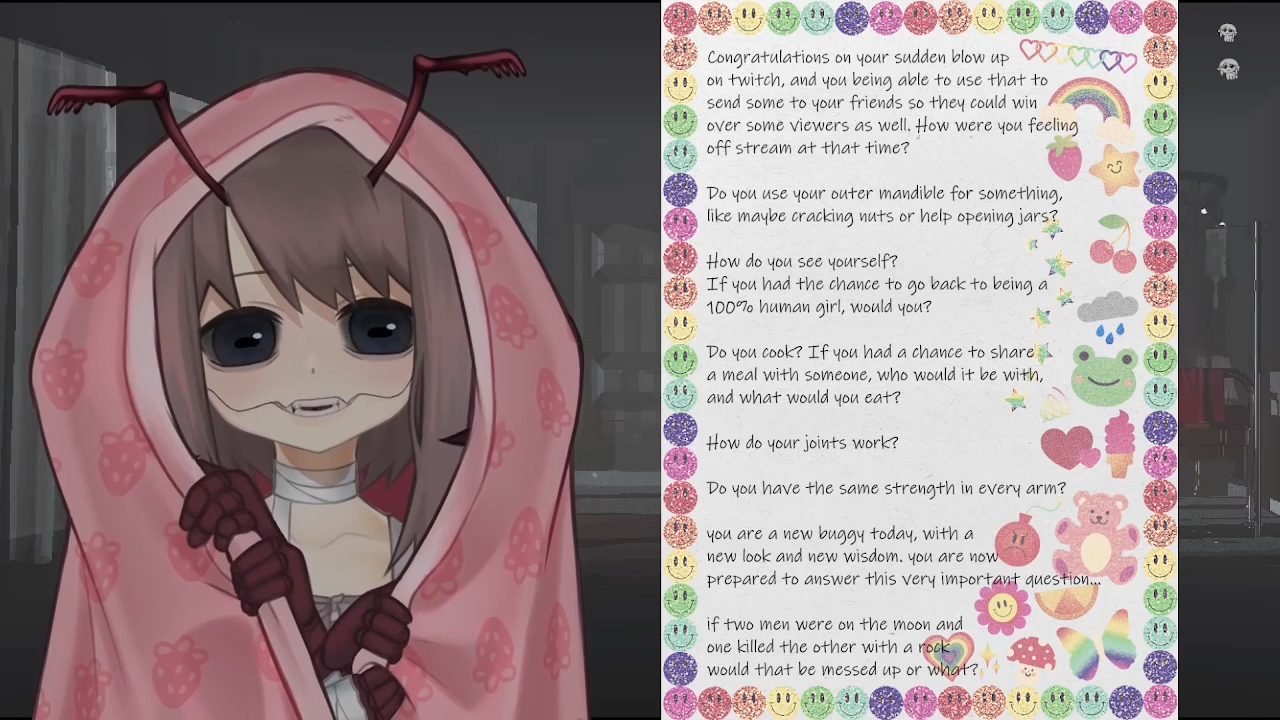 Congratulations on your sudden blow up
on twitch, and you being able to use that to
send some to your friends so they could win
over some viewers as well. How were you feeling
off stream at that time?
Do you use your outer mandible for something,
like maybe cracking nuts or help opening jars?
How do you see yourself?
If you had the chance to go back to being a
100% human girl, would you?
Do you cook? If you had a chance to share
a meal with someone, who would it be with,
and what would you eat?
How do your joints work?
Do you have the same strength in every arm?
you are a new buggy today, with a
new look and new wisdom. you are now
prepared to answer this very important question...
if two men were on the moon and
one killed the other with a rock
would that be messed up or what?